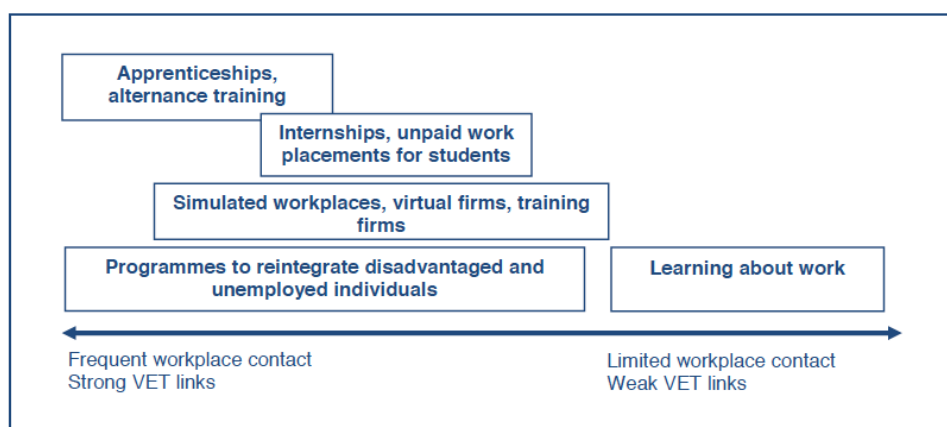 Apprenticeships,
alternance training
Internships, unpaid work
placements for students
Simulated workplaces, virtual firms, training
firms
Programmes to reintegrate disadvantaged and
unemployed individuals
Learning about work
Frequent workplace contact
Strong VET links
Limited workplace contact
Weak VET links